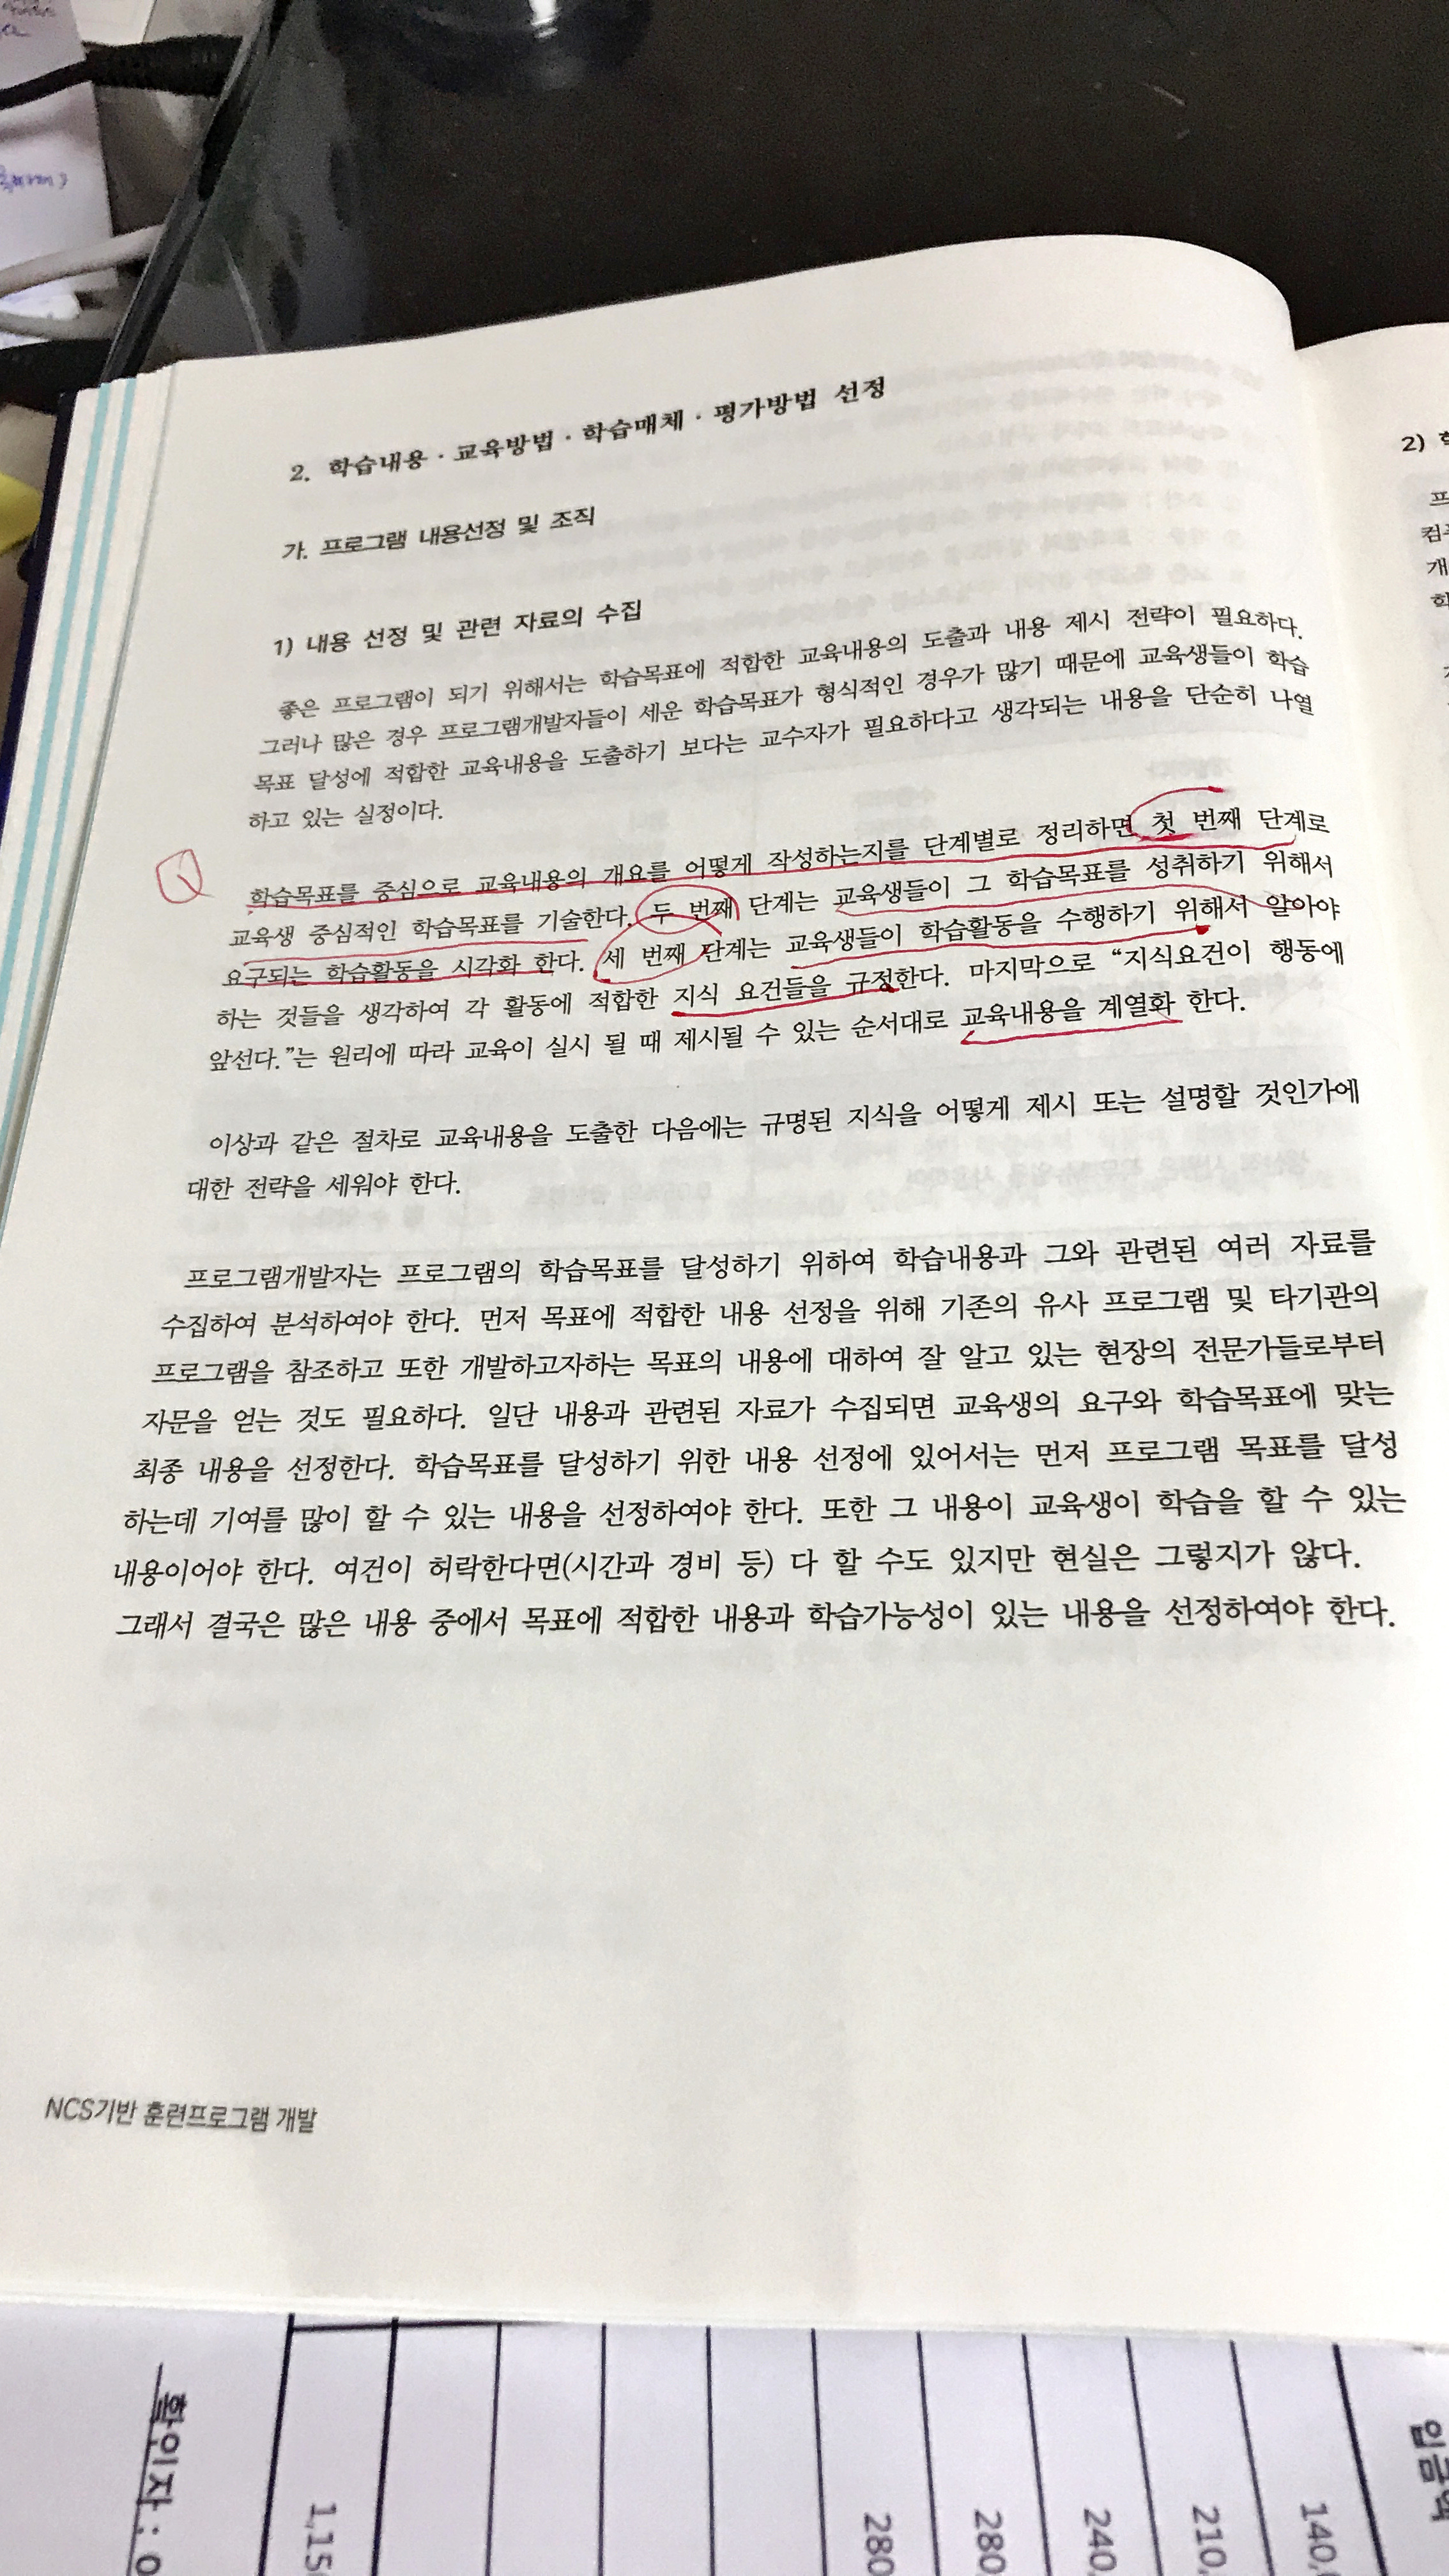 2. 학습내용 · 교육방법 · 학습매체 · 평가방법 선정
가. 프로그램 내용선정 및 조직
1) 내용 선정 및 관련 자료의 수집
좋은 프로그램이 되기 위해서는 학습목표에 적합한 교육내용의 도출과 내용 제시 전략이 필요하다.
그러나 많은 경우 프로그램개발자들이 세운 학습목표가 형식적인 경우가 많기 때문에 교육생들이 학습
목표 달성에 적합한 교육내용을 도출하기 보다는 교수자가 필요하다고 생각되는 내용을 단순히 나열
하고 있는 실정이다.
학습목표를 중심으로 교육내용의 개요를 어떻게 작성하는지를 단계별로 정리하면 첫 번째 단계로
교육생 중심적인 학습목표를 기술한다. 두 번째 단계는 교육생들이 그 학습목표를 성취하기 위해서
요구되는 학습활동을 시각화 한다. 세 번째 단계는 교육생들이 학습활동을 수행하기 위해서 알아야
하는 것들을 생각하여 각 활동에 적합한 지식 요건들을 규정한다. 마지막으로 “지식요건이 행동에
앞선다.”는 원리에 따라 교육이 실시 될 때 제시될 수 있는 순서대로 교육내용을 계열화 한다.
이상과 같은 절차로 교육내용을 도출한 다음에는 규명된 지식을 어떻게 제시 또는 설명할 것인가에
대한 전략을 세워야 한다.
프로그램개발자는 프로그램의 학습목표를 달성하기 위하여 학습내용과 그와 관련된 여러 자료를
수집하여 분석하여야 한다. 먼저 목표에 적합한 내용 선정을 위해 기존의 유사 프로그램 및 타기관의
프로그램을 참조하고 또한 개발하고자하는 목표의 내용에 대하여 잘 알고 있는 현장의 전문가들로부터
자문을 얻는 것도 필요하다. 일단 내용과 관련된 자료가 수집되면 교육생의 요구와 학습목표에 맞는
최종 내용을 선정한다. 학습목표를 달성하기 위한 내용 선정에 있어서는 먼저 프로그램 목표를 달성
하는데 기여를 많이 할 수 있는 내용을 선정하여야 한다. 또한 그 내용이 교육생이 학습을 할 수 있는
내용이어야 한다. 여건이 허락한다면(시간과 경비 등) 다 할 수도 있지만 현실은 그렇지가 않다.
그래서 결국은 많은 내용 중에서 목표에 적합한 내용과 학습가능성이 있는 내용을 선정하여야 한다.
NCS기반 훈련프로그램 개발
2)
프
개
확인자 :
280
280,
240,
210,
140,